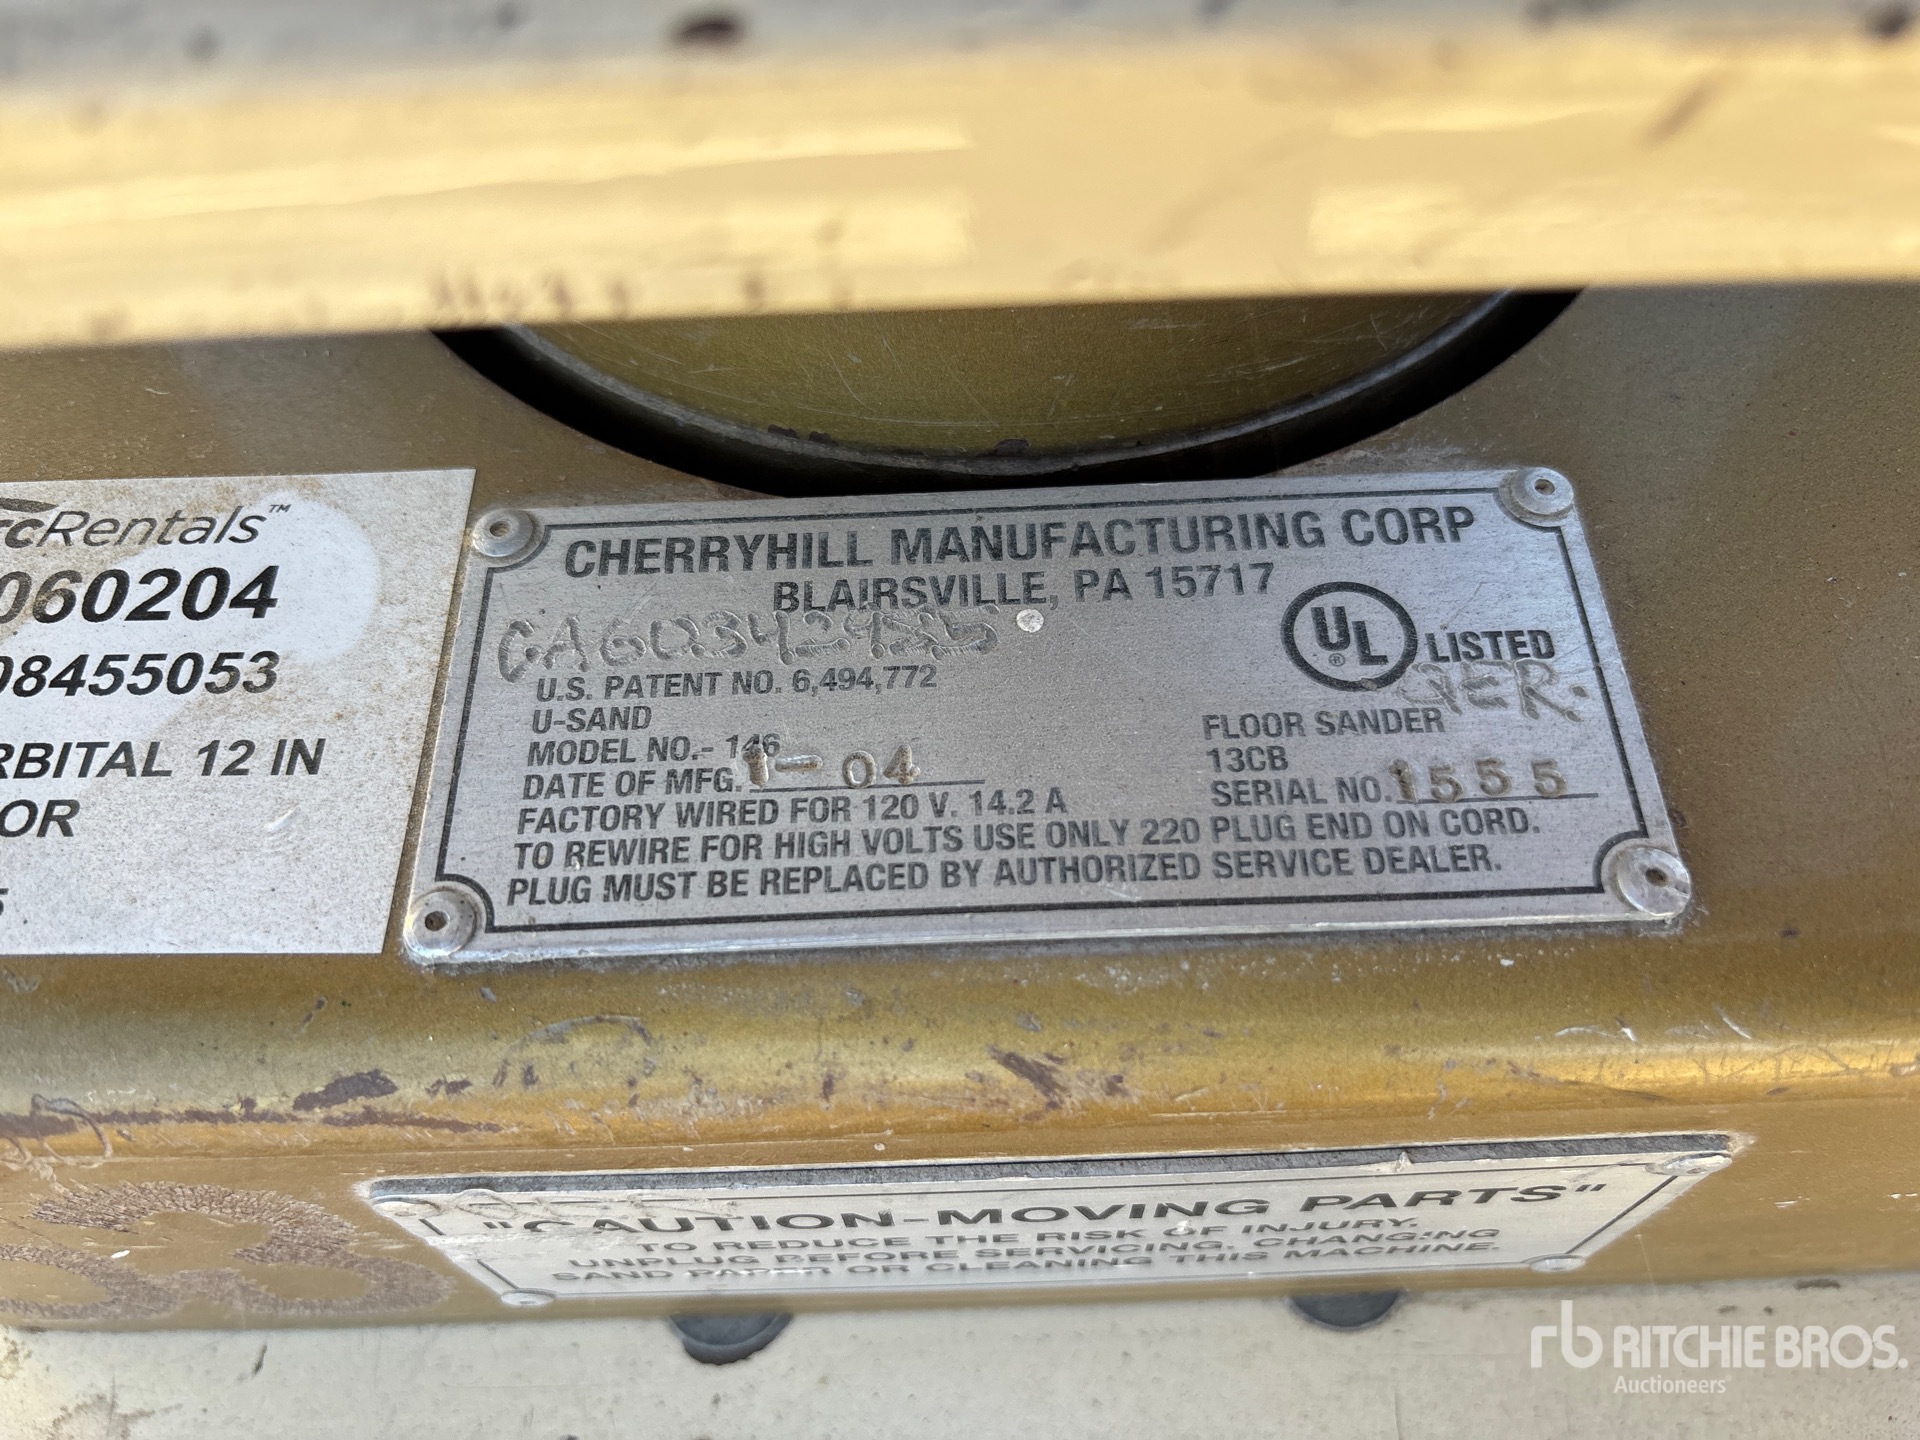 rcRentals™
060204
08455053
RBITAL 12 IN
OR
5
CHERRYHILL MANUFACTURING CORP
BLAIRSVILLE, PA 15717
UL® LISTED
HER.
U.S. PATENT NO. 6,494,772
U-SAND
FLOOR SANDER
MODEL NO.- 146
13CB
DATE OF MFG. 1-04
SERIAL NO. 1555
FACTORY WIRED FOR 120 V. 14.2 A
TO REWIRE FOR HIGH VOLTS USE ONLY 220 PLUG END ON CORD.
PLUG MUST BE REPLACED BY AUTHORIZED SERVICE DEALER.
"CAUTION-MOVING PARTS"
TO REDUCE THE RISK OF INJURY,
UNPLUG BEFORE SERVICING, CHANGING
SAND PAPER OR CLEANING THIS MACHINE.
rb RITCHIE BROS.
Auctioneers